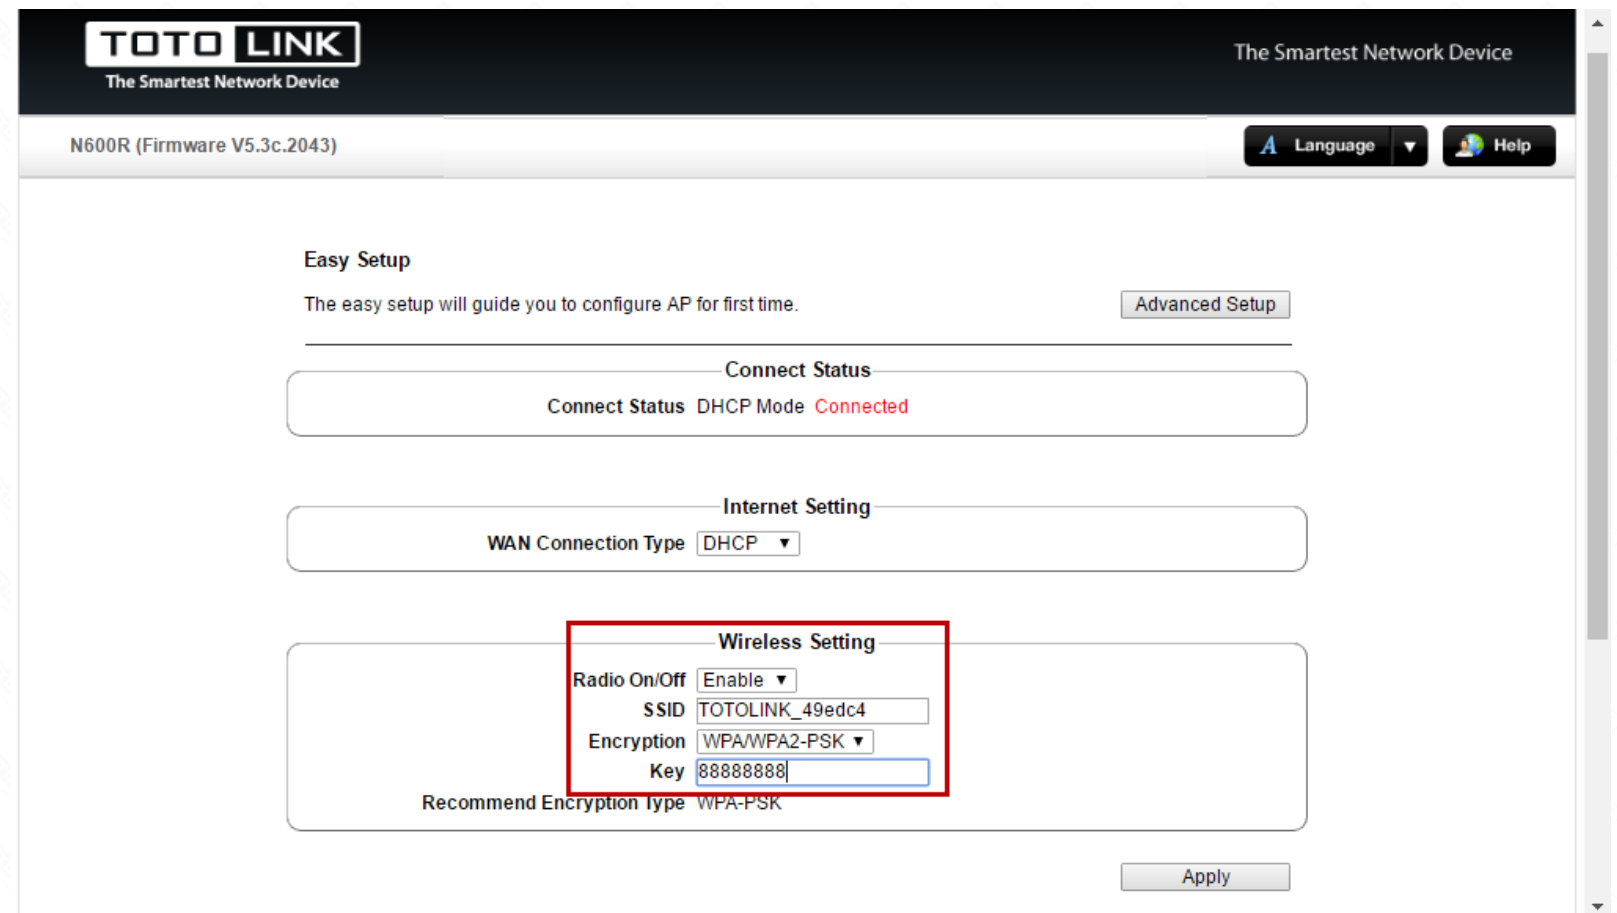 TOTO LINK
The Smartest Network Device
The Smartest Network Device
N600R (Firmware V5.3c.2043)
A Language ▼ Help
Easy Setup
The easy setup will guide you to configure AP for first time. Advanced Setup
Connect Status
Connect Status DHCP Mode Connected
Internet Setting
WAN Connection Type DHCP ▼
Wireless Setting
Radio On/Off Enable ▼
SSID TOTOLINK_49edc4
Encryption WPA/WPA2-PSK ▼
Key 88888888
Recommend Encryption Type WPA-PSK
Apply